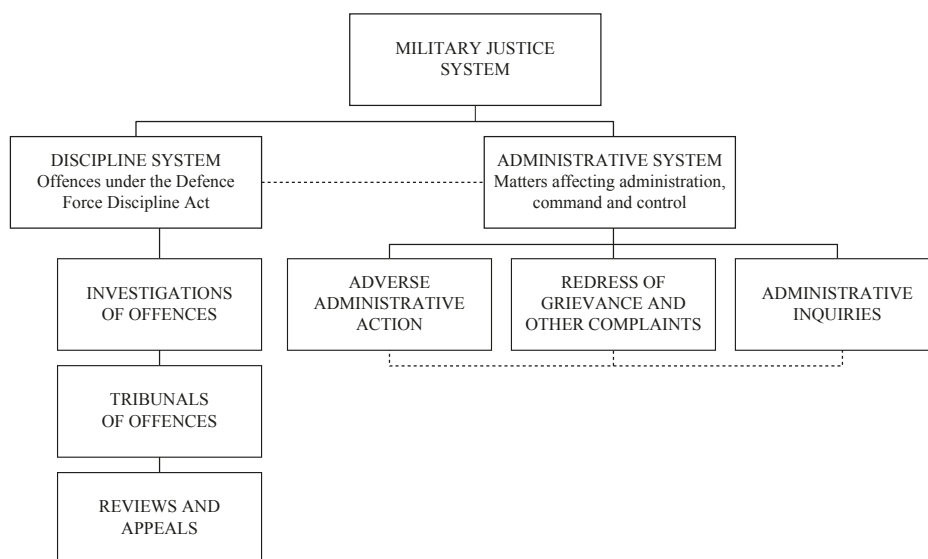 MILITARY JUSTICE
SYSTEM
DISCIPLINE SYSTEM
Offences under the Defence
Force Discipline Act
ADMINISTRATIVE SYSTEM
Matters affecting administration,
command and control
INVESTIGATIONS
OF OFFENCES
ADVERSE
ADMINISTRATIVE
ACTION
REDRESS OF
GRIEVANCE AND
OTHER COMPLAINTS
ADMINISTRATIVE
INQUIRIES
TRIBUNALS
OF OFFENCES
REVIEWS AND
APPEALS